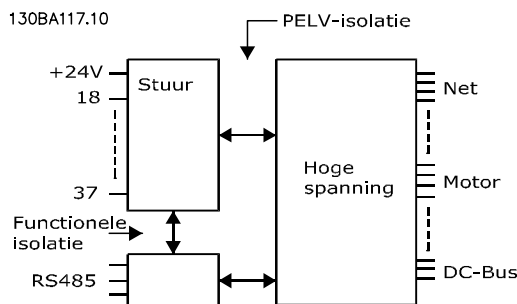 130BA117.10
PELV-isolatie
+24V
18
37
Stuur
Hoge
spanning
Net
Motor
DC-Bus
Functionele
isolatie
RS485